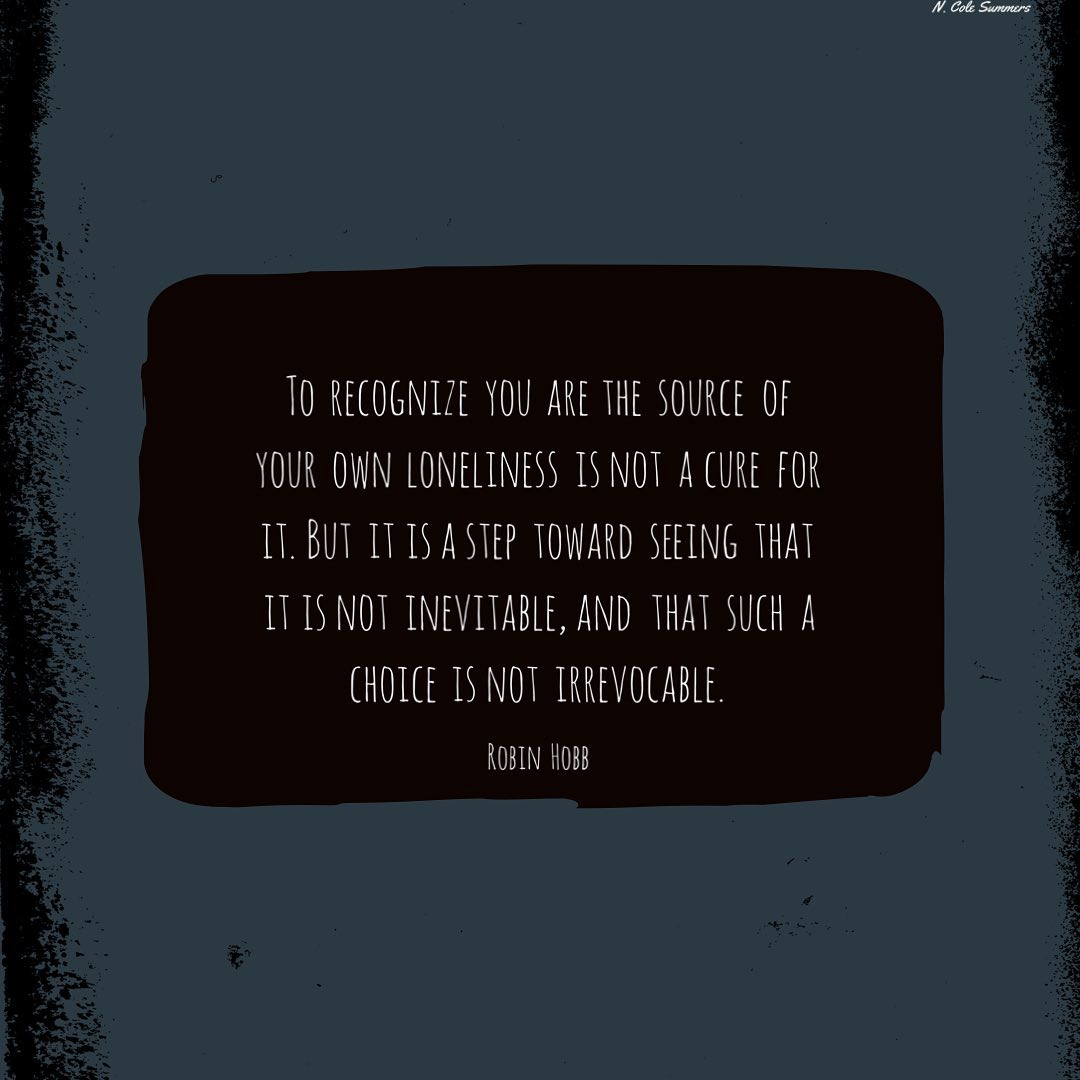 N. Cole Summers
To recognize you are the source of
your own loneliness is not a cure for
it. But it is a step toward seeing that
it is not inevitable, and that such a
choice is not irrevocable.
Robin Hobb